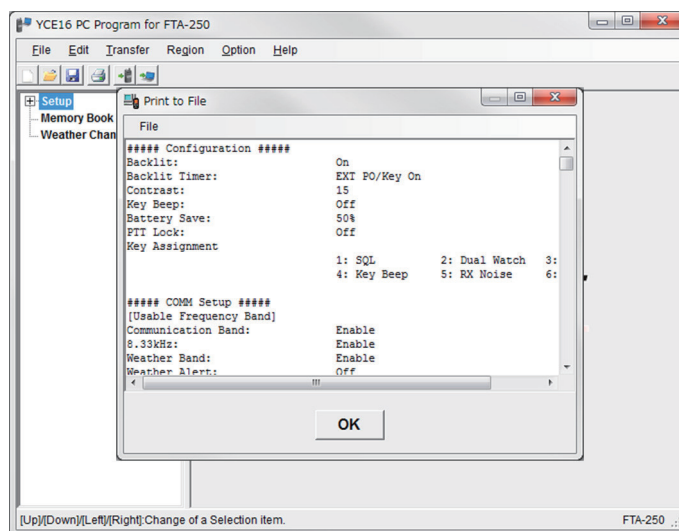 YCE16 PC Program for FTA-250
File Edit Transfer Region Option Help
Setup
Memory Book
Weather Chan
Print to File
File
##### Configuration #####
Backlit: On
Backlit Timer: EXT PO/Key On
Contrast: 15
Key Beep: Off
Battery Save: 50%
PTT Lock: Off
Key Assignment
1: SQL 2: Dual Watch 3:
4: Key Beep 5: RX Noise 6:
##### COMM Setup #####
[Usable Frequency Band]
Communication Band: Enable
8.33kHz: Enable
Weather Band: Enable
Weather Alert: Off
OK
[Up]/[Down]/[Left]/[Right]:Change of a Selection item. FTA-250